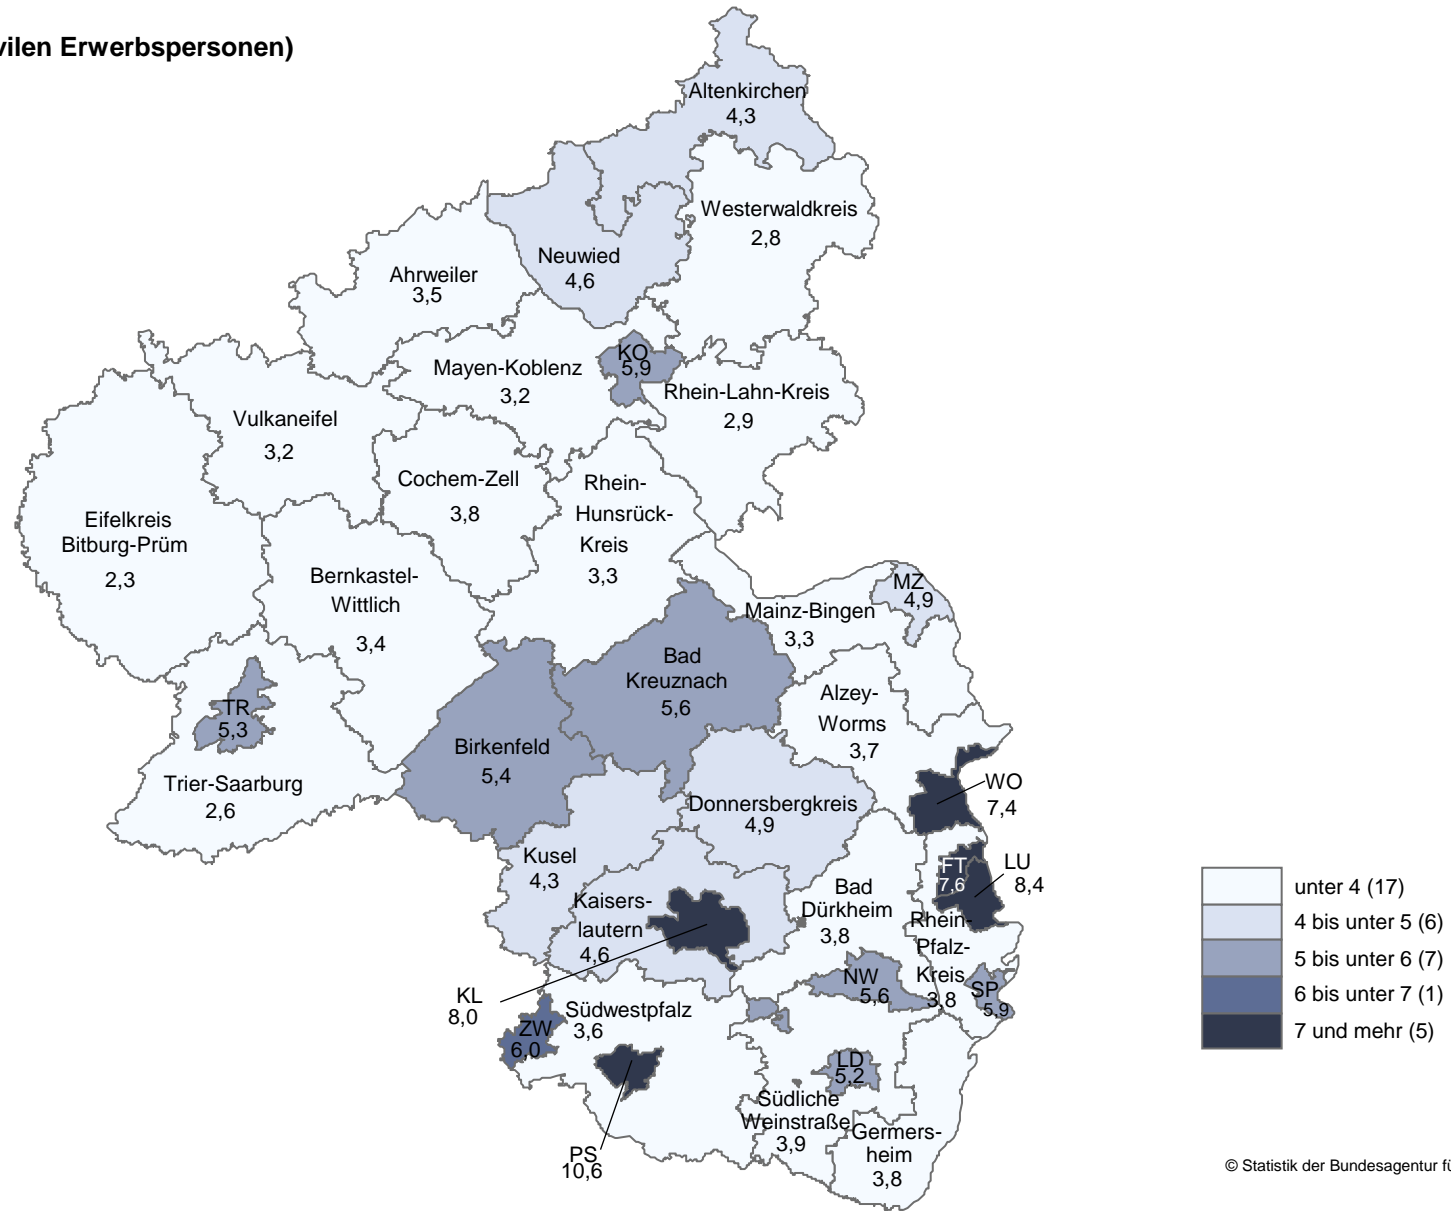 vilen Erwerbspersonen)
Altenkirchen
4,3
Westerwaldkreis
2,8
Neuwied
4,6
Ahrweiler
3,5
KO
5,9
Mayen-Koblenz
3,2
Rhein-Lahn-Kreis
2,9
Vulkaneifel
3,2
Cochem-Zell
3,8
Rhein-
Hunsrück-
Kreis
3,3
Eifelkreis
Bitburg-Prüm
2,3
Bernkastel-
Wittlich
3,4
MZ
4,9
Mainz-Bingen
3,3
Bad
Kreuznach
5,6
Alzey-
Worms
3,7
TR
5,3
Trier-Saarburg
2,6
Birkenfeld
5,4
WO
7,4
Donnersbergkreis
4,9
Kusel
4,3
FT
7,6
LU
8,4
Kaisers-
lautern
4,6
Bad
Dürkheim
3,8
Rhein-
Pfalz-
Kreis
3,8
NW
5,6
SP
5,9
KL
8,0
Südwestpfalz
3,6
ZW
6,0
LD
5,2
Südliche
Weinstraße
3,9
Germers-
heim
3,8
PS
10,6
unter 4 (17)
4 bis unter 5 (6)
5 bis unter 6 (7)
6 bis unter 7 (1)
7 und mehr (5)
© Statistik der Bundesagentur fü